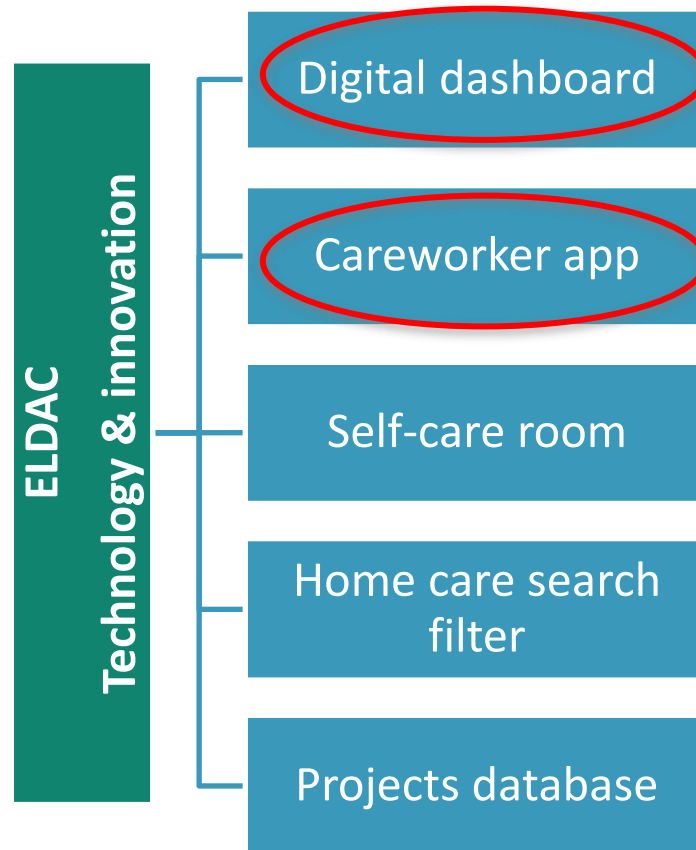 ELDAC
Technology & innovation
Digital dashboard
Careworker app
Self-care room
Home care search
filter
Projects database